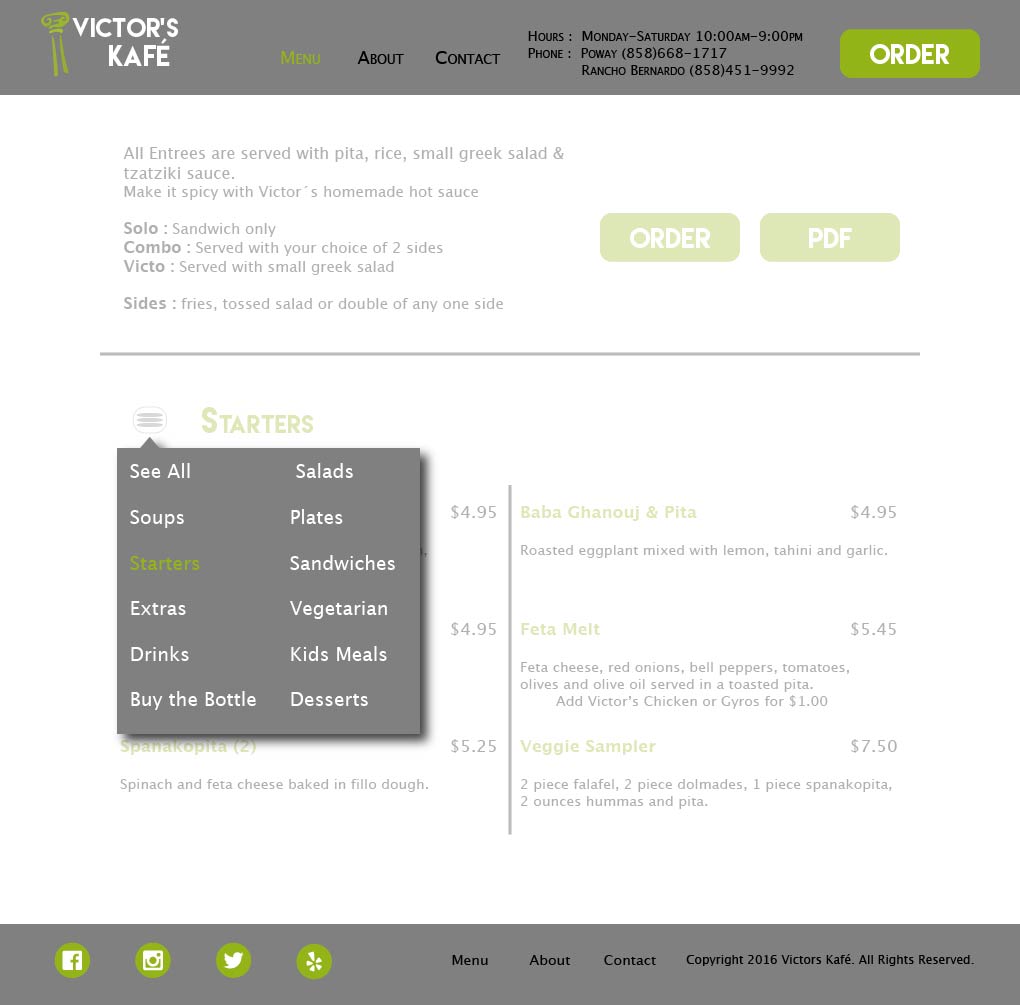 VICTOR'S
KAFÉ
Menu
About
Contact
Hours : Monday-Saturday 10:00am-9:00pm
Phone : Poway (858)668-1717
Rancho Bernardo (858)451-9992
ORDER
All Entrees are served with pita, rice, small greek salad &
tzatziki sauce.
Make it spicy with Victor´s homemade hot sauce
Solo : Sandwich only
Combo : Served with your choice of 2 sides
Victo : Served with small greek salad
Sides : fries, tossed salad or double of any one side
ORDER
PDF
Starters
See All
Soups
Starters
Extras
Drinks
Buy the Bottle
Salads
Plates
Sandwiches
Vegetarian
Kids Meals
Desserts
$4.95
$4.95
Spanakopita (2) $5.25
Spinach and feta cheese baked in fillo dough.
Baba Ghanouj & Pita $4.95
Roasted eggplant mixed with lemon, tahini and garlic.
Feta Melt $5.45
Feta cheese, red onions, bell peppers, tomatoes,
olives and olive oil served in a toasted pita.
Add Victor's Chicken or Gyros for $1.00
Veggie Sampler $7.50
2 piece falafel, 2 piece dolmades, 1 piece spanakopita,
2 ounces hummas and pita.
Menu
About
Contact
Copyright 2016 Victors Kafé. All Rights Reserved.